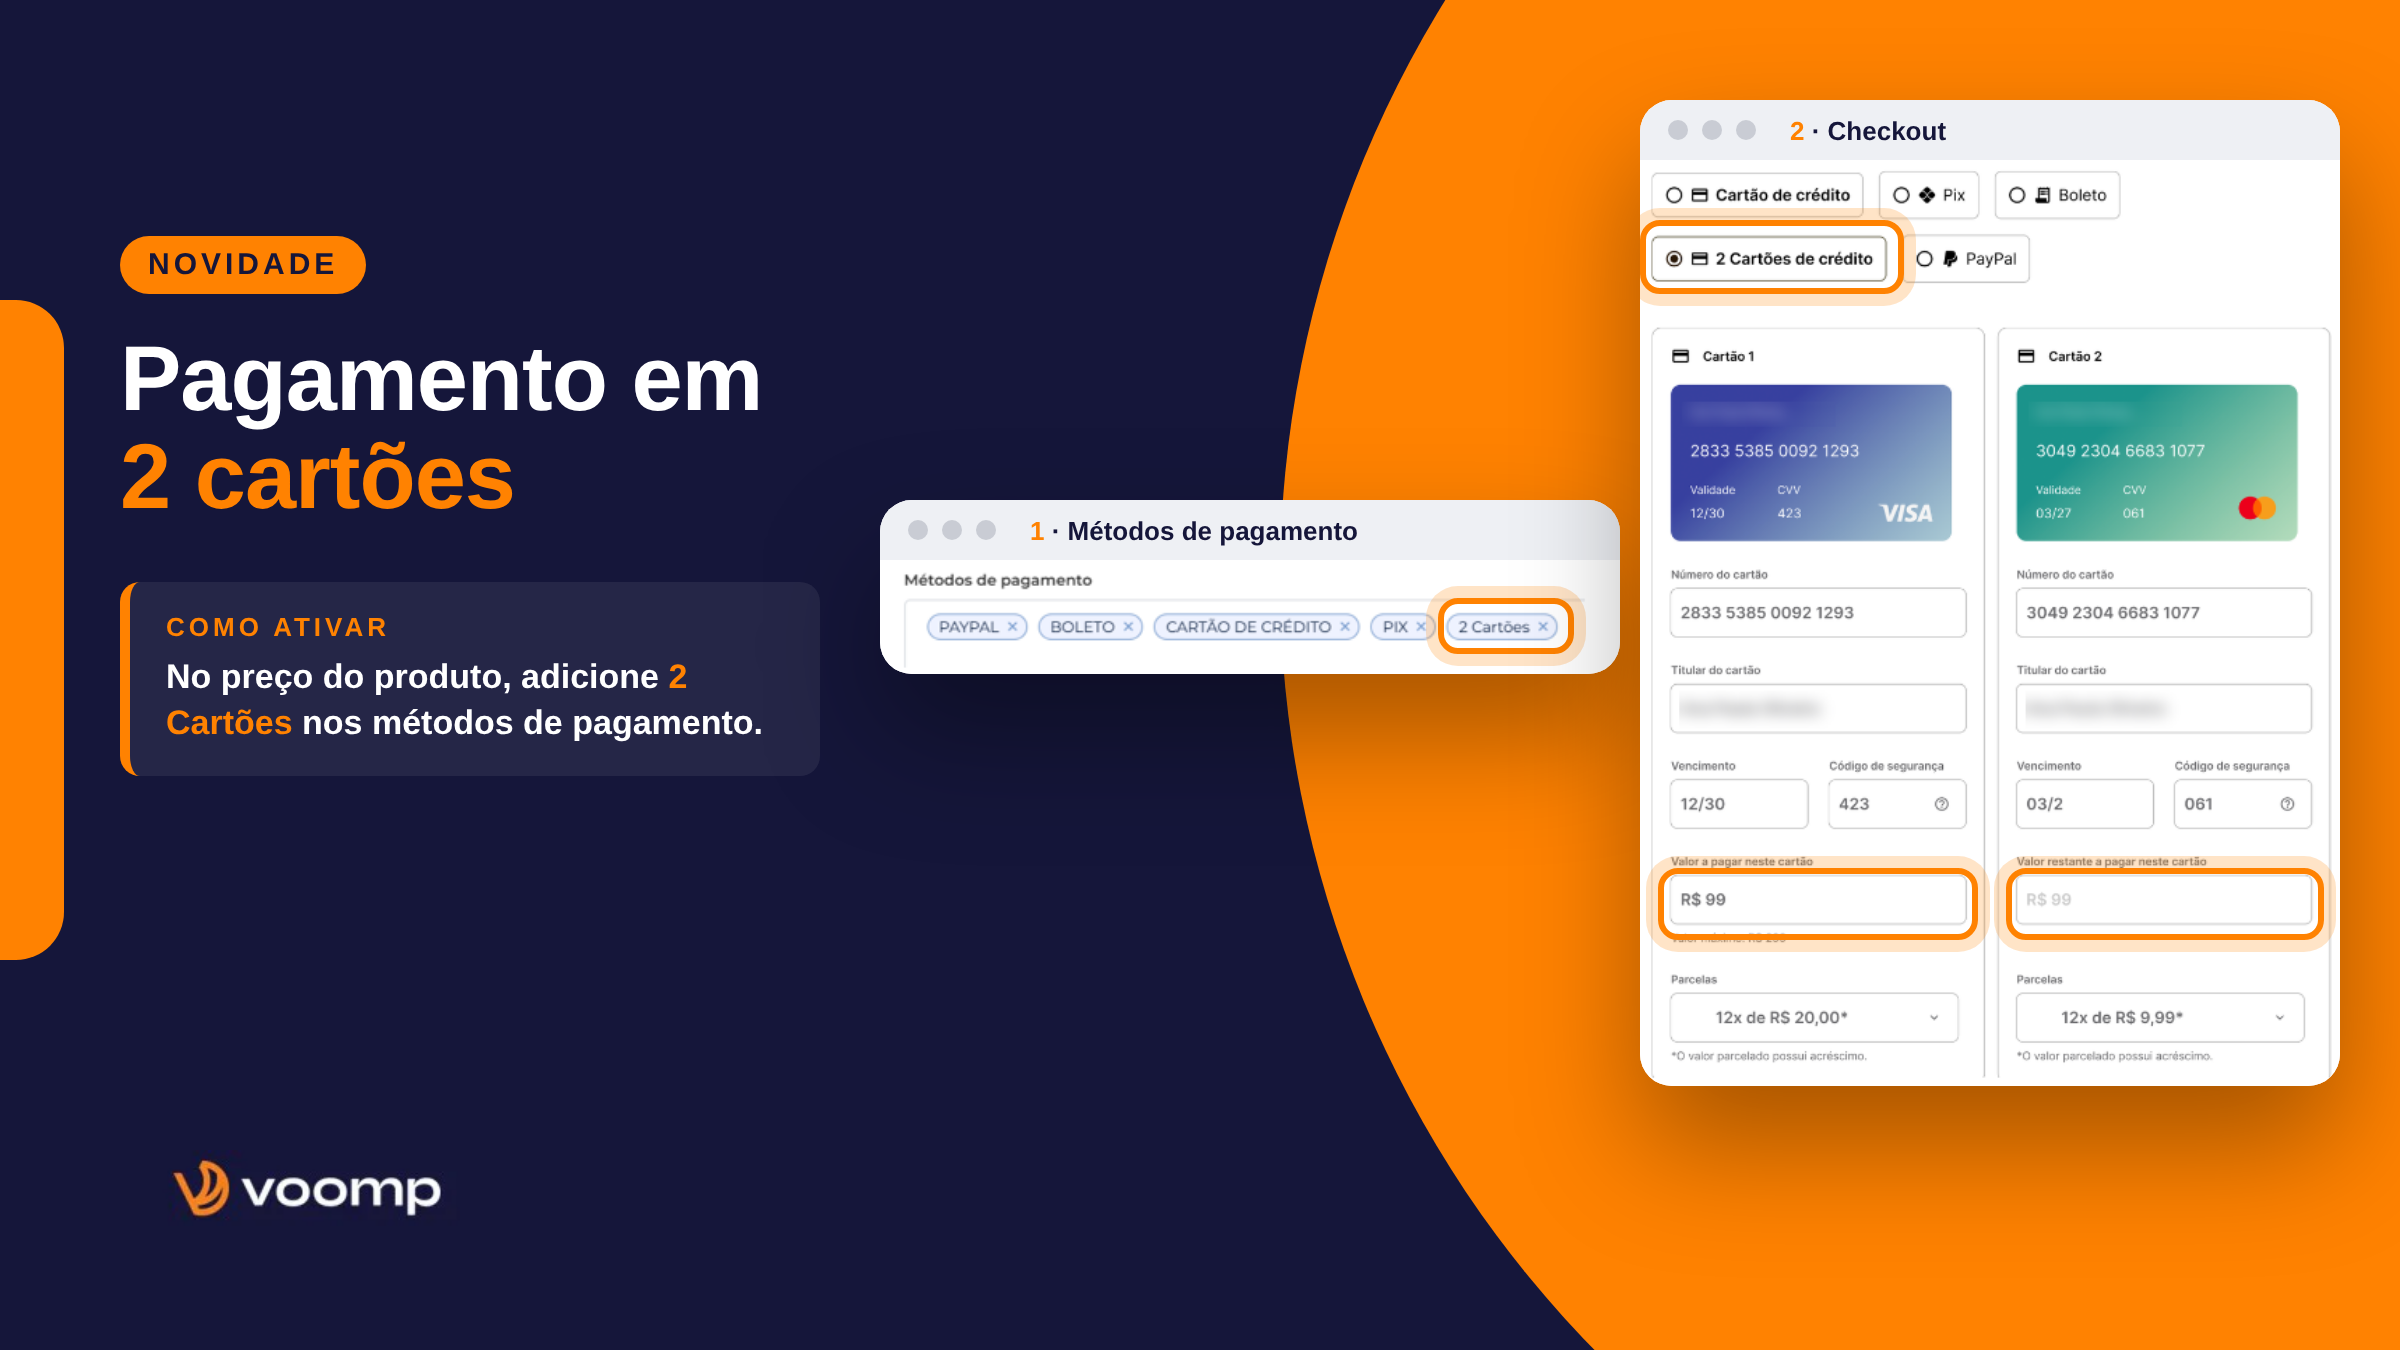 NOVIDADE
Pagamento em
2 cartões
COMO ATIVAR
No preço do produto, adicione 2
Cartões nos métodos de pagamento.
voomp
1 · Métodos de pagamento
Métodos de pagamento
PAYPAL × BOLETO × CARTÃO DE CRÉDITO × PIX × 2 Cartões ×
2 · Checkout
Cartão de crédito Pix Boleto
2 Cartões de crédito PayPal
Cartão 1
2833 5385 0092 1293
Validade CVV
12/30 423
VISA
Número do cartão
2833 5385 0092 1293
Titular do cartão
Vencimento Código de segurança
12/30 423
Valor a pagar neste cartão
R$ 99
Parcelas
12x de R$ 20,00*
*O valor parcelado possui acréscimo.
Cartão 2
3049 2304 6683 1077
Validade CVV
03/27 061
Número do cartão
3049 2304 6683 1077
Titular do cartão
Vencimento Código de segurança
03/2 061
Valor restante a pagar neste cartão
R$ 99
Parcelas
12x de R$ 9,99*
*O valor parcelado possui acréscimo.